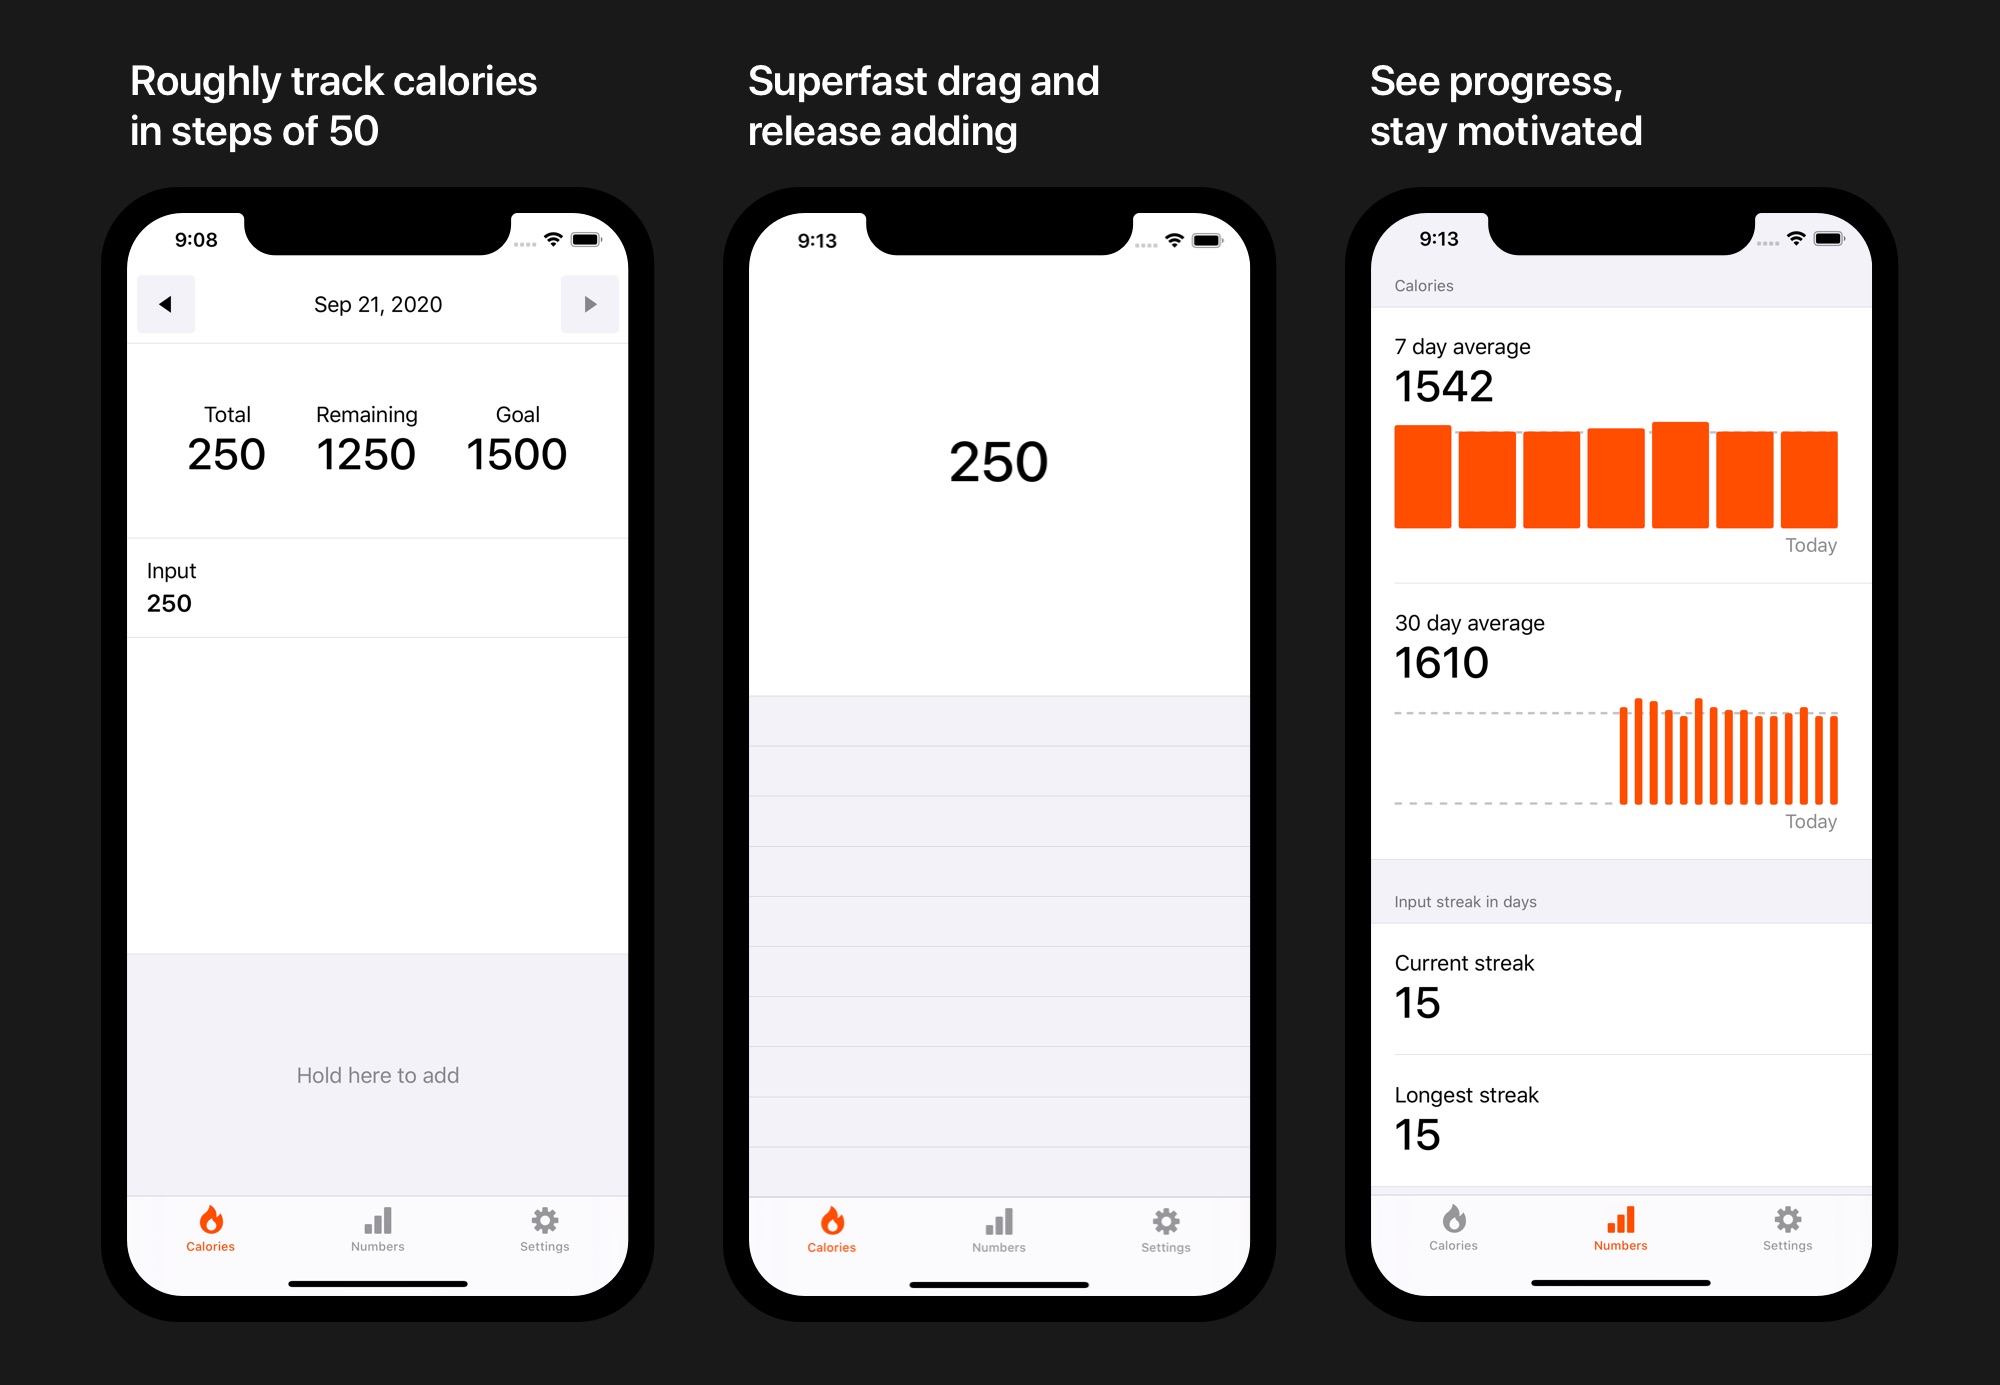 Roughly track calories
in steps of 50
9:08
Sep 21, 2020
Total
250
Remaining
1250
Goal
1500
Input
250
Hold here to add
Calories
Numbers
Settings
Superfast drag and
release adding
9:13
250
Calories
Numbers
Settings
See progress,
stay motivated
9:13
Calories
7 day average
1542
Today
30 day average
1610
Today
Input streak in days
Current streak
15
Longest streak
15
Calories
Numbers
Settings